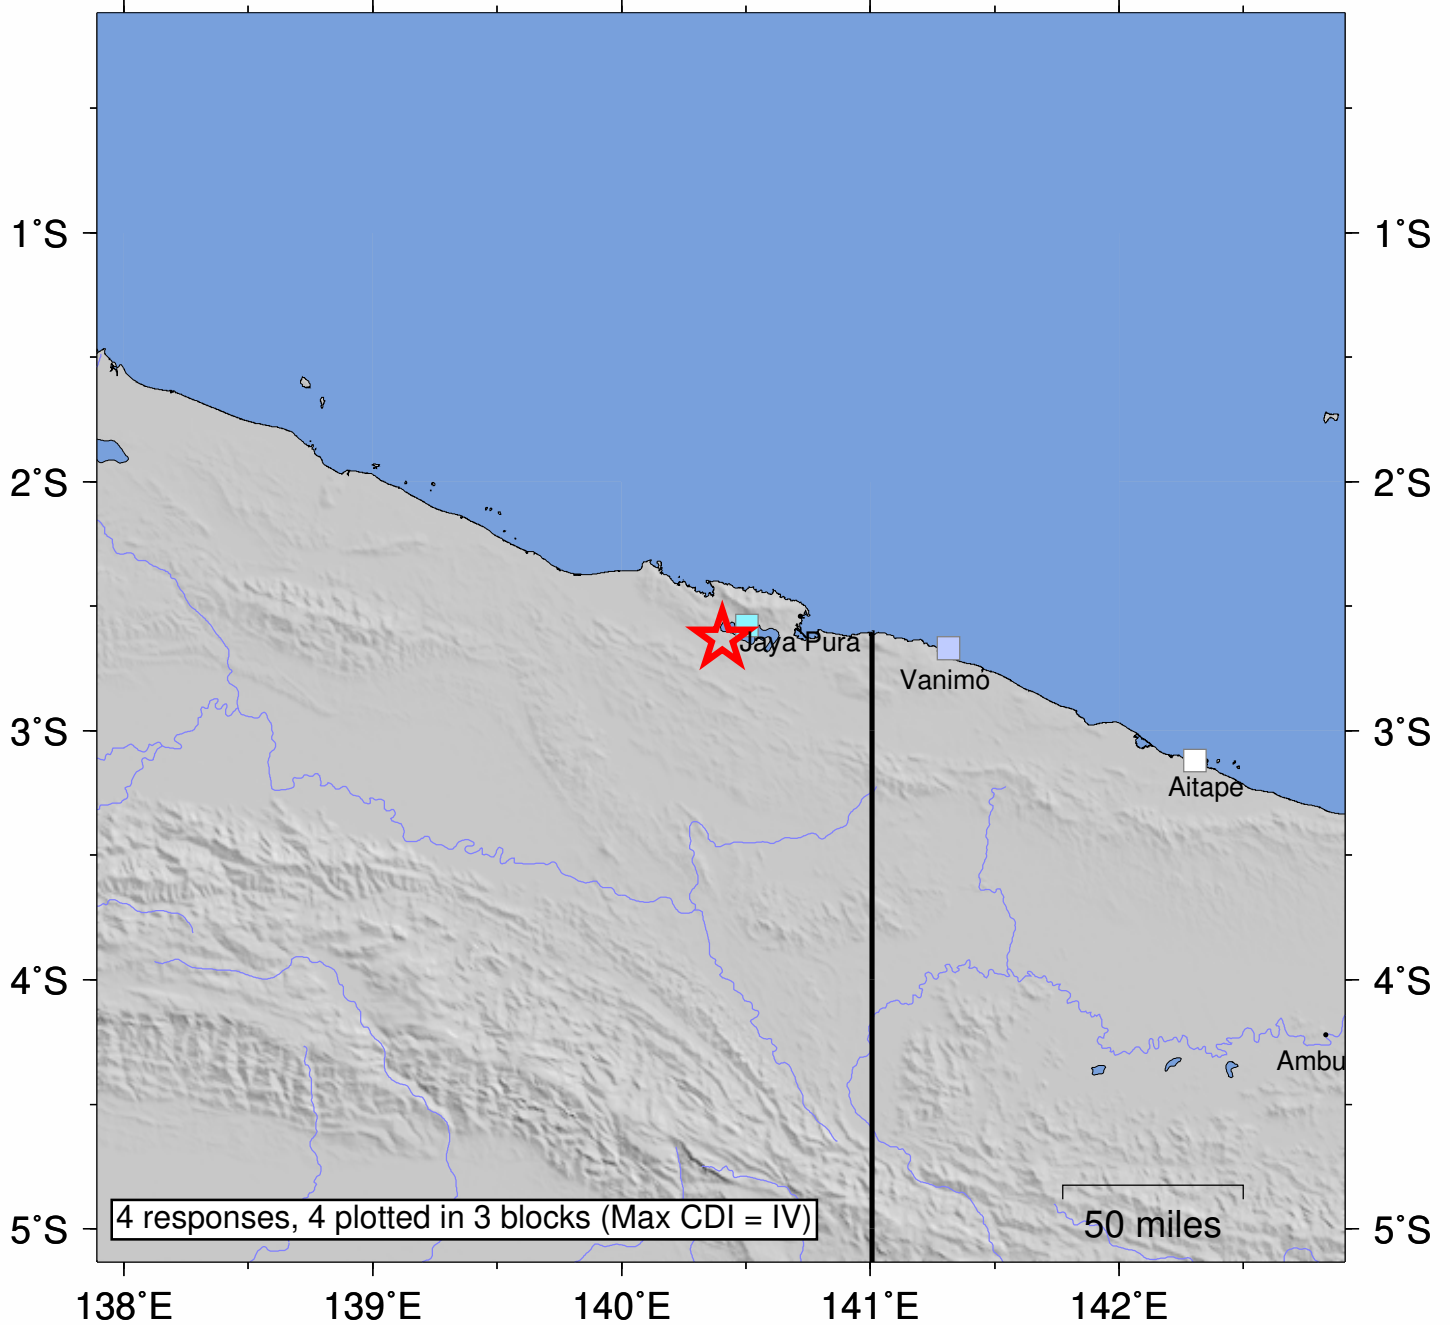 1°S 1°S
2°S 2°S
Jaya Pura
Vanimo
3°S 3°S
Aitape
4°S 4°S
Ambu
4 responses, 4 plotted in 3 blocks (Max CDI = IV)
50 miles
5°S 5°S
138°E 139°E 140°E 141°E 142°E